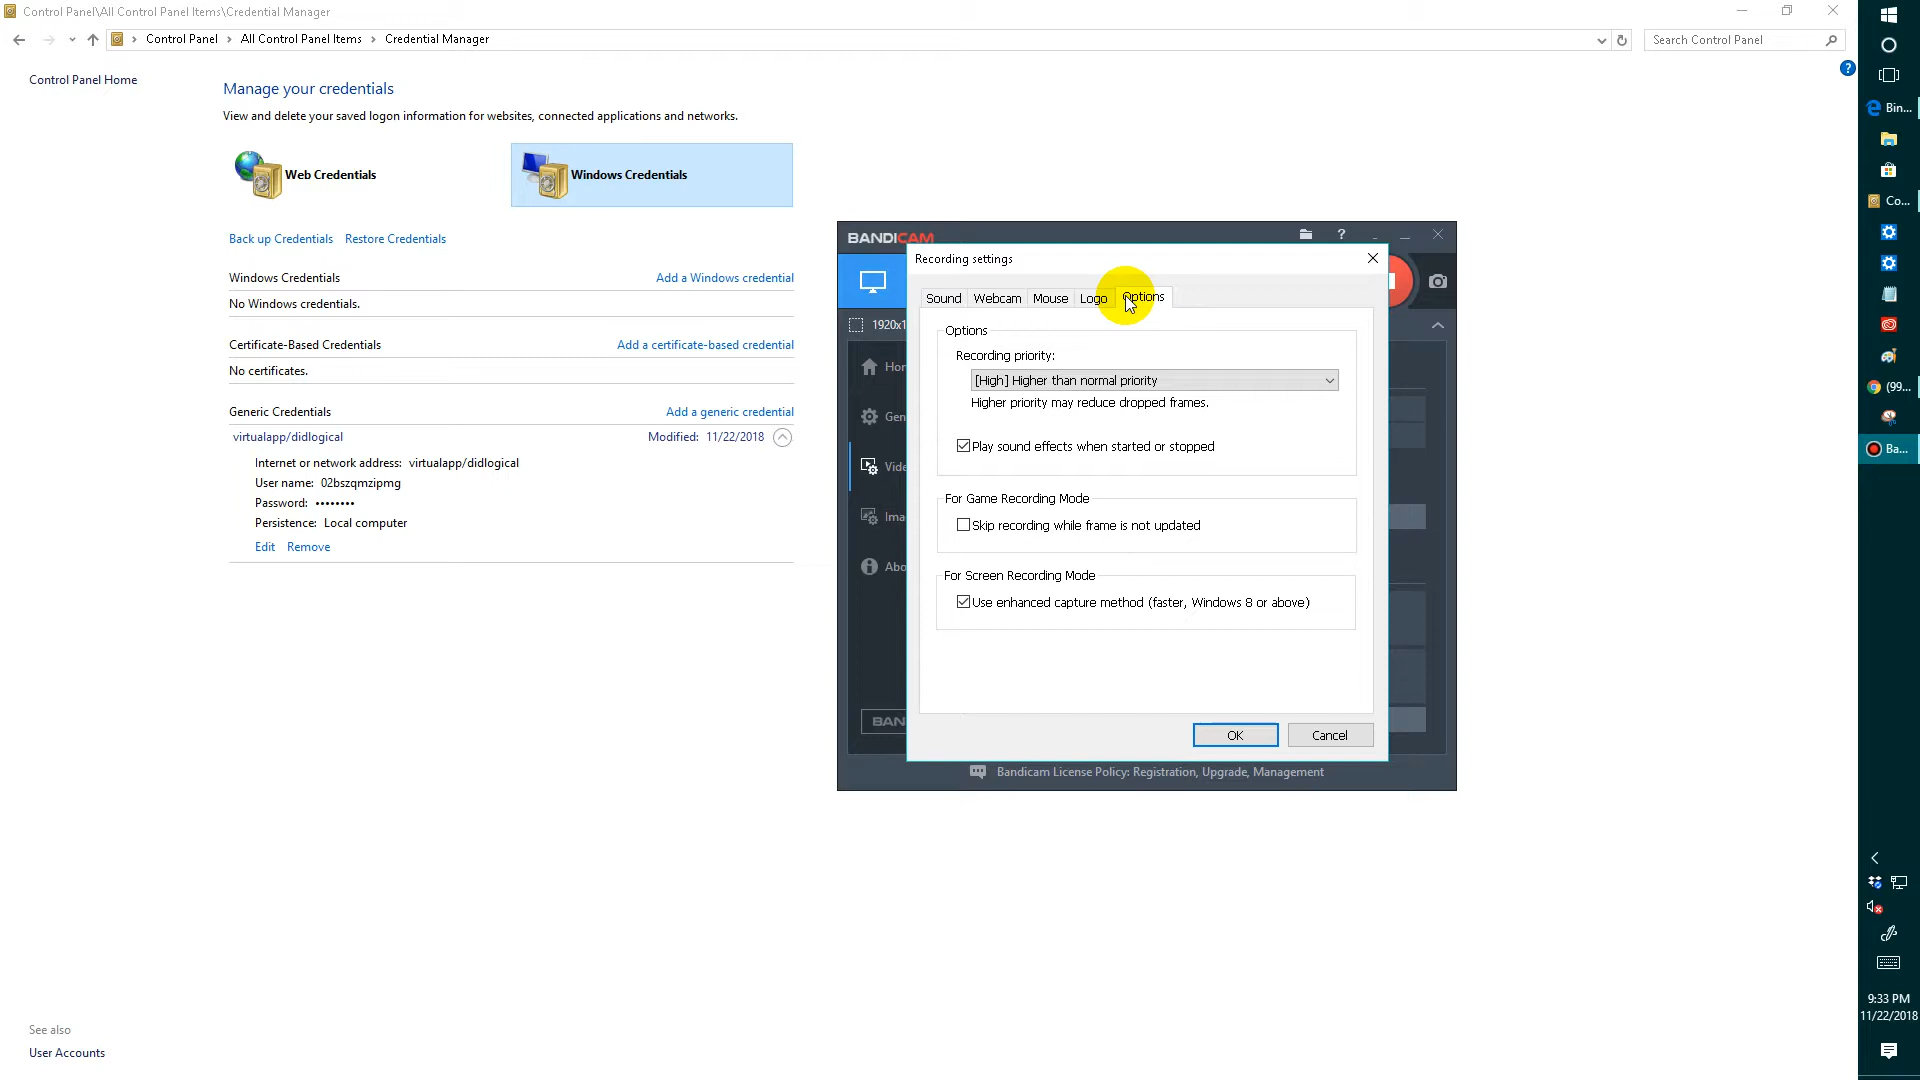 Control Panel\All Control Panel Items\Credential Manager
Control Panel > All Control Panel Items > Credential Manager
Search Control Panel
Control Panel Home
Manage your credentials
View and delete your saved logon information for websites, connected applications and networks.
Web Credentials
Windows Credentials
Back up Credentials Restore Credentials
Windows Credentials Add a Windows credential
No Windows credentials.
Certificate-Based Credentials Add a certificate-based credential
No certificates.
Generic Credentials Add a generic credential
virtualapp/didlogical Modified: 11/22/2018
Internet or network address: virtualapp/didlogical
User name: 02bszqmzipmg
Password: ••••••••
Persistence: Local computer
Edit Remove
See also
User Accounts
BANDICAM
?
1920x1
Hor
Gen
Vide
Ima
Abo
BAN
Recording settings
Sound Webcam Mouse Logo Options
Options
Recording priority:
[High] Higher than normal priority
Higher priority may reduce dropped frames.
Play sound effects when started or stopped
For Game Recording Mode
Skip recording while frame is not updated
For Screen Recording Mode
Use enhanced capture method (faster, Windows 8 or above)
OK Cancel
Bandicam License Policy: Registration, Upgrade, Management
?
Bin...
Co...
(99...
Ba...
9:33 PM
11/22/2018